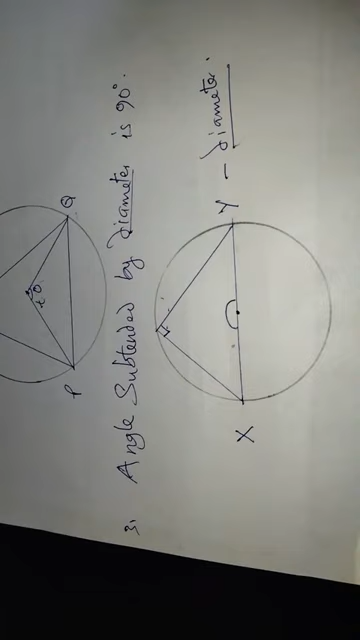 Q
O
P
3. Angle Subtended by diameter is 90°.
X
Y - diameter.